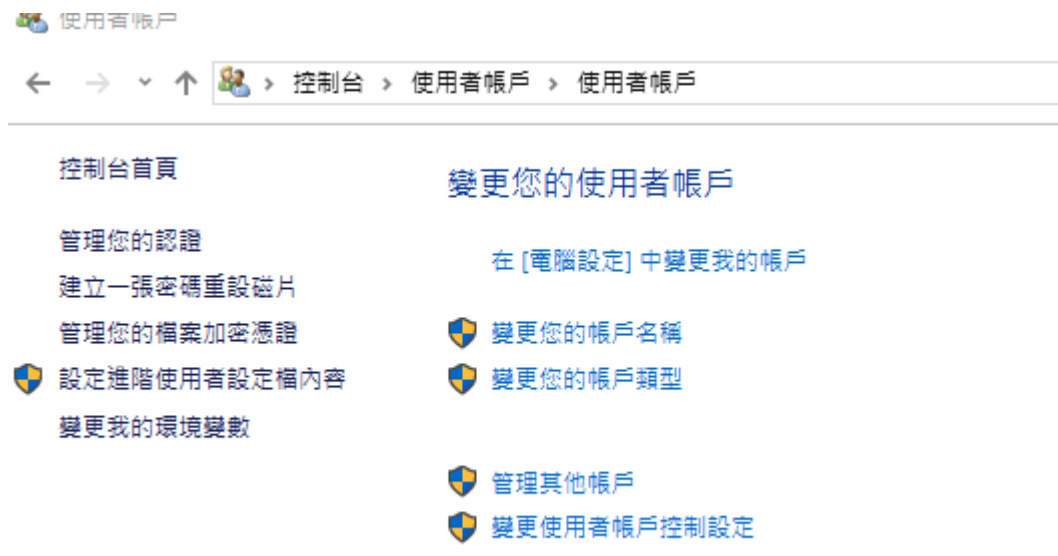 使用者帳戶
控制台 › 使用者帳戶 › 使用者帳戶
控制台首頁
管理您的認證
建立一張密碼重設磁片
管理您的檔案加密憑證
設定進階使用者設定檔內容
變更我的環境變數
變更您的使用者帳戶
在 [電腦設定] 中變更我的帳戶
變更您的帳戶名稱
變更您的帳戶類型
管理其他帳戶
變更使用者帳戶控制設定